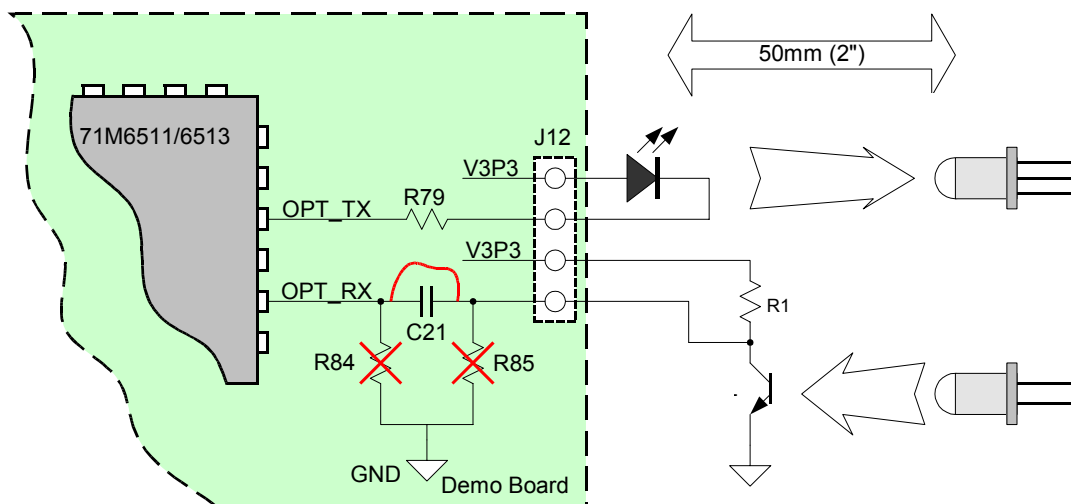 50mm (2")
71M6511/6513
J12
V3P3
R79
OPT_TX
V3P3
OPT_RX
R1
C21
R84
R85
GND
Demo Board